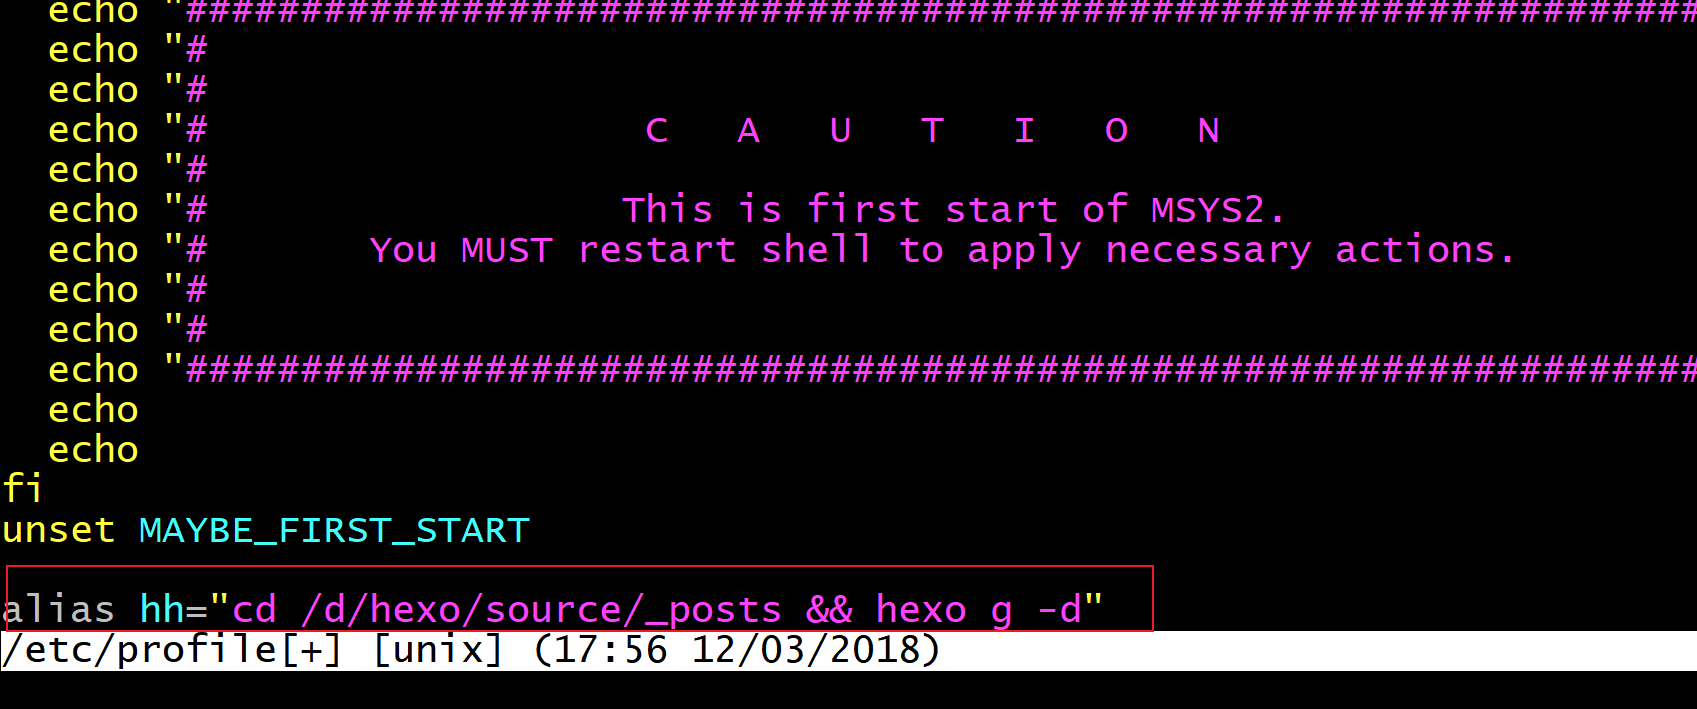 echo "##################################################################
echo "#
echo "#
echo "# C A U T I O N
echo "#
echo "# This is first start of MSYS2.
echo "# You MUST restart shell to apply necessary actions.
echo "#
echo "#
echo "##################################################################
echo
echo
fi
unset MAYBE_FIRST_START
alias hh="cd /d/hexo/source/_posts && hexo g -d"
/etc/profile[+] [unix] (17:56 12/03/2018)